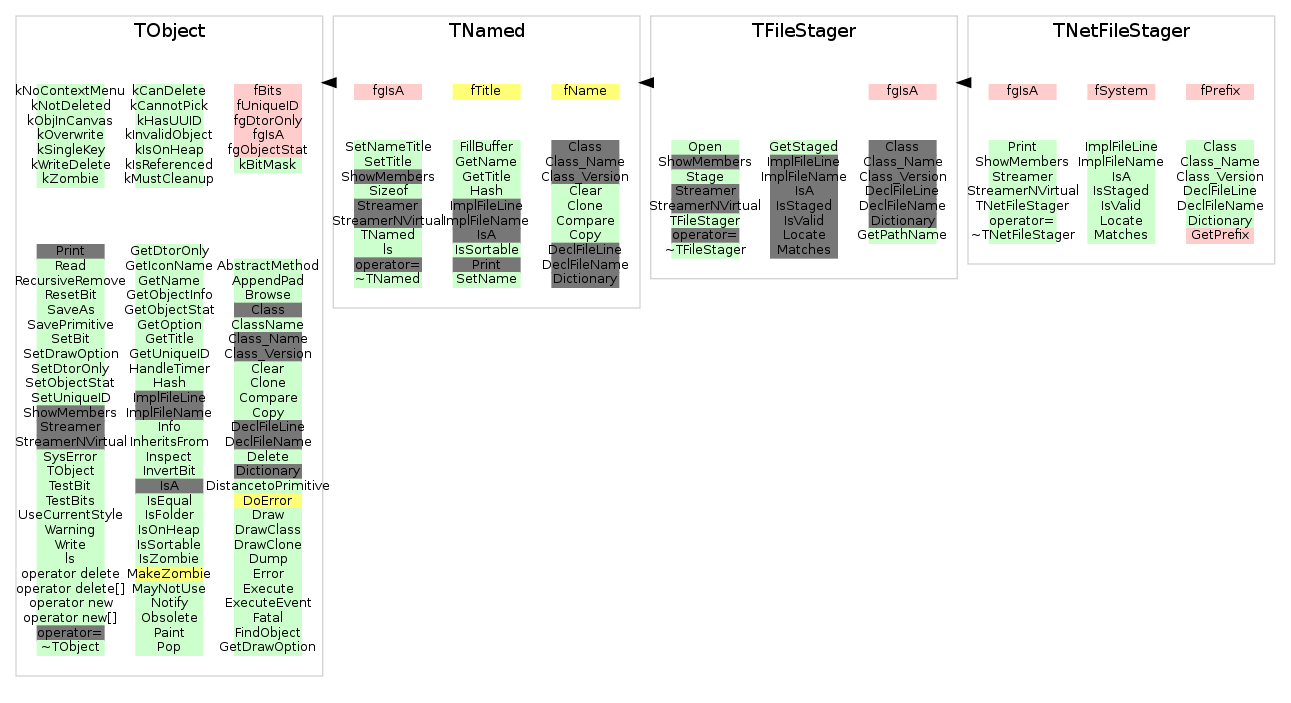 TObject
kNoContextMenu kCanDelete fBits
kNotDeleted kCannotPick fUniqueID
kObjInCanvas kHasUUID fgDtorOnly
kOverwrite kInvalidObject fgIsA
kSingleKey kIsOnHeap fgObjectStat
kWriteDelete kIsReferenced kBitMask
kZombie kMustCleanup
Print GetDtorOnly
Read GetIconName AbstractMethod
RecursiveRemove GetName AppendPad
ResetBit GetObjectInfo Browse
SaveAs GetObjectStat Class
SavePrimitive GetOption ClassName
SetBit GetTitle Class_Name
SetDrawOption GetUniqueID Class_Version
SetDtorOnly HandleTimer Clear
SetObjectStat Hash Clone
SetUniqueID ImplFileLine Compare
ShowMembers ImplFileName Copy
Streamer Info DeclFileLine
StreamerNVirtual InheritsFrom DeclFileName
SysError Inspect Delete
TObject InvertBit Dictionary
TestBit IsA DistancetoPrimitive
TestBits IsEqual DoError
UseCurrentStyle IsFolder Draw
Warning IsOnHeap DrawClass
Write IsSortable DrawClone
ls IsZombie Dump
operator delete MakeZombie Error
operator delete[] MayNotUse Execute
operator new Notify ExecuteEvent
operator new[] Obsolete Fatal
operator= Paint FindObject
~TObject Pop GetDrawOption
TNamed
fgIsA fTitle fName
SetNameTitle FillBuffer Class
SetTitle GetName Class_Name
ShowMembers GetTitle Class_Version
Sizeof Hash Clear
Streamer ImplFileLine Clone
StreamerNVirtual ImplFileName Compare
TNamed IsA Copy
ls IsSortable DeclFileLine
operator= Print DeclFileName
~TNamed SetName Dictionary
TFileStager
fgIsA
Open GetStaged Class
ShowMembers ImplFileLine Class_Name
Stage ImplFileName Class_Version
Streamer IsA DeclFileLine
StreamerNVirtual IsStaged DeclFileName
TFileStager IsValid Dictionary
operator= Locate GetPathName
~TFileStager Matches
TNetFileStager
fgIsA fSystem fPrefix
Print ImplFileLine Class
ShowMembers ImplFileName Class_Name
Streamer IsA Class_Version
StreamerNVirtual IsStaged DeclFileLine
TNetFileStager IsValid DeclFileName
operator= Locate Dictionary
~TNetFileStager Matches GetPrefix